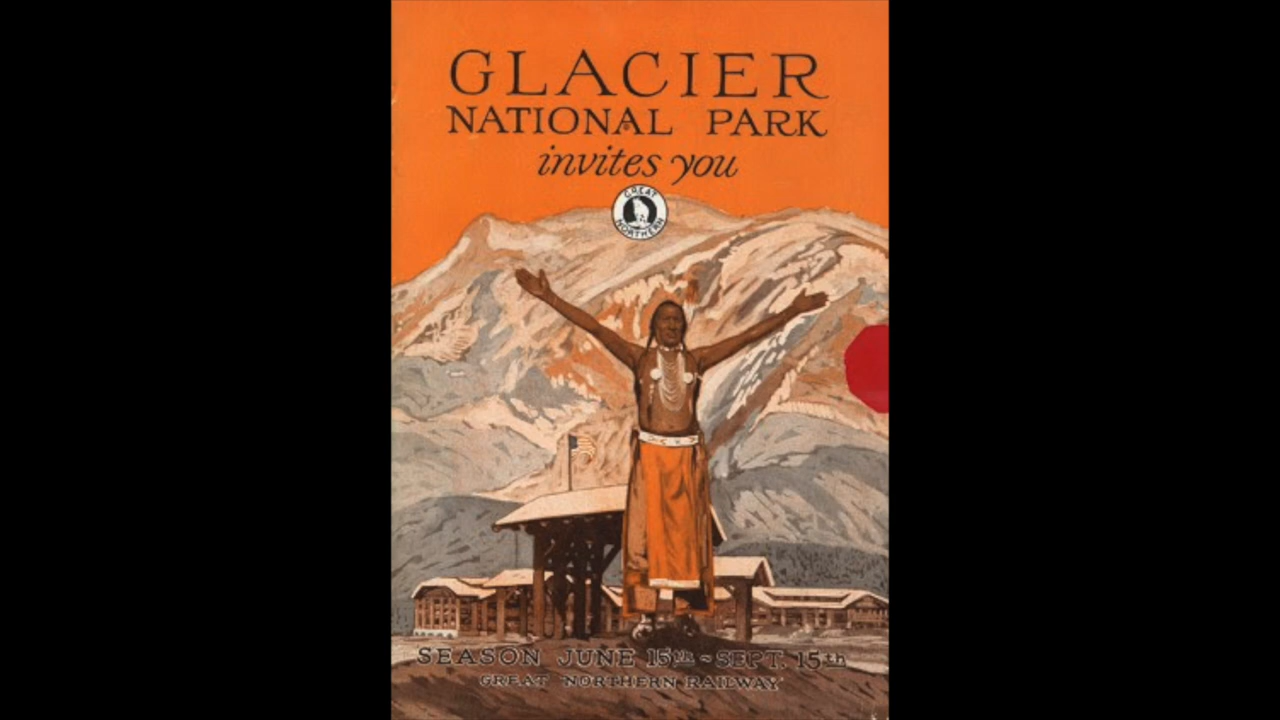 GLACIER
NATIONAL PARK
invites you
GREAT
NORTHERN
SEASON JUNE 15th ~ SEPT. 15th
GREAT NORTHERN RAILWAY